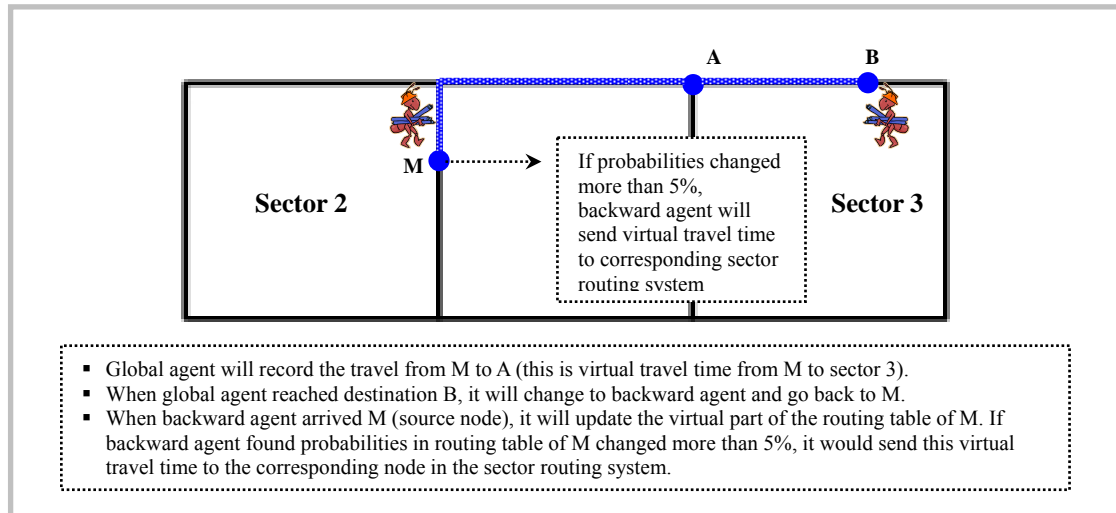 A B
M
If probabilities changed
more than 5%,
backward agent will
send virtual travel time
to corresponding sector
routing system
Sector 2
Sector 3
▪ Global agent will record the travel from M to A (this is virtual travel time from M to sector 3).
▪ When global agent reached destination B, it will change to backward agent and go back to M.
▪ When backward agent arrived M (source node), it will update the virtual part of the routing table of M. If
backward agent found probabilities in routing table of M changed more than 5%, it would send this virtual
travel time to the corresponding node in the sector routing system.